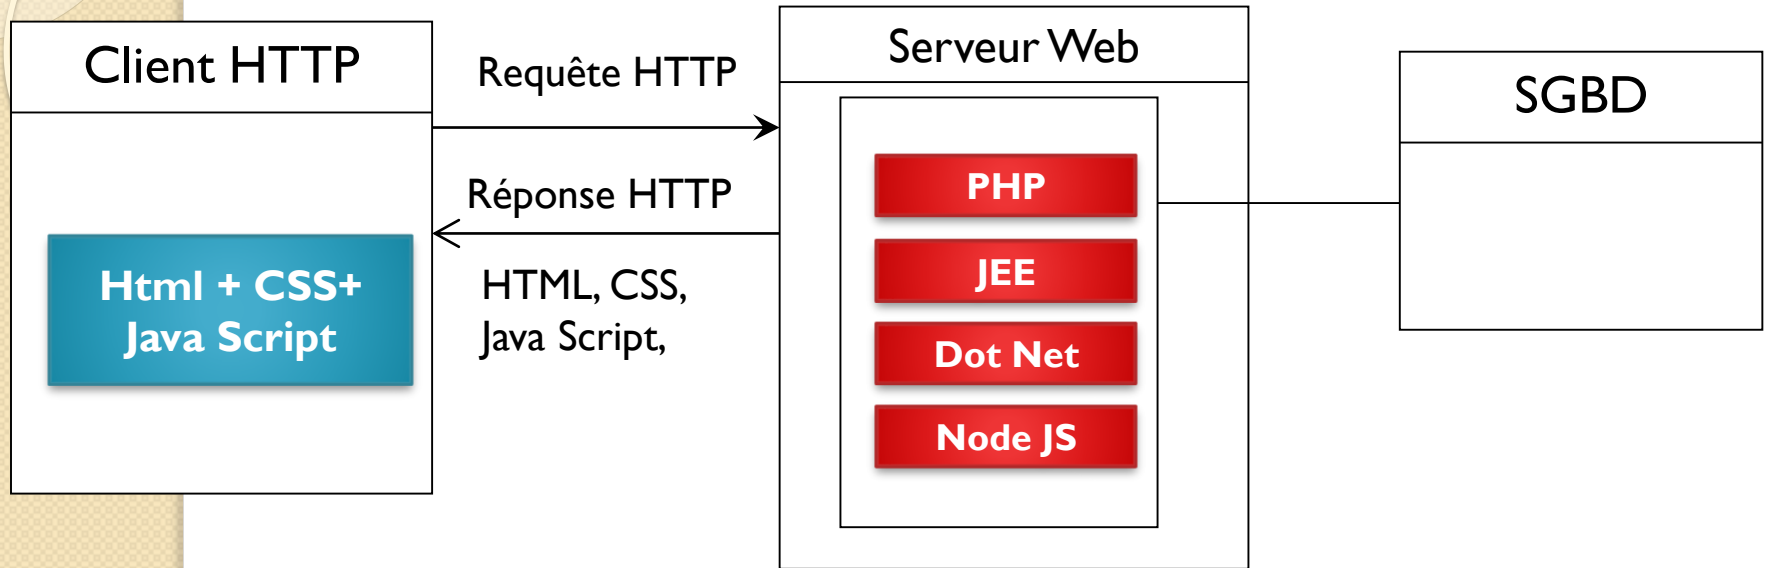 Client HTTP
Html + CSS+
Java Script
Requête HTTP
Réponse HTTP
HTML, CSS,
Java Script,
Serveur Web
PHP
JEE
Dot Net
Node JS
SGBD